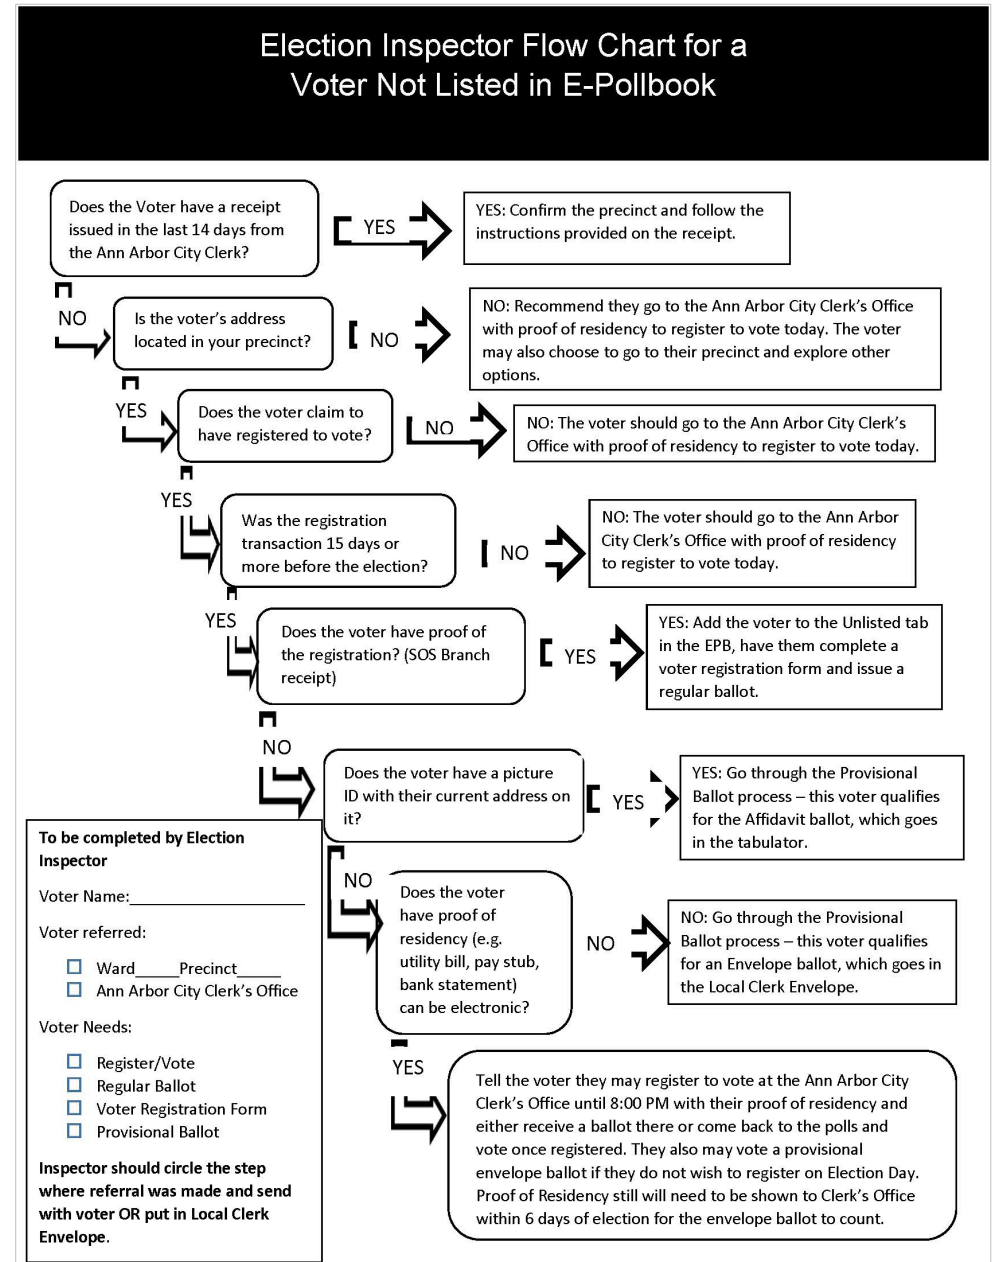 Election Inspector Flow Chart for a
Voter Not Listed in E-Pollbook
Does the Voter have a receipt
issued in the last 14 days from
the Ann Arbor City Clerk?
YES
YES: Confirm the precinct and follow the
instructions provided on the receipt.
NO
Is the voter's address
located in your precinct?
NO
NO: Recommend they go to the Ann Arbor City Clerk's Office
with proof of residency to register to vote today. The voter
may also choose to go to their precinct and explore other
options.
YES
Does the voter claim to
have registered to vote?
NO
NO: The voter should go to the Ann Arbor City Clerk's
Office with proof of residency to register to vote today.
YES
Was the registration
transaction 15 days or
more before the election?
NO
NO: The voter should go to the Ann Arbor
City Clerk's Office with proof of residency
to register to vote today.
YES
Does the voter have proof of
the registration? (SOS Branch
receipt)
YES
YES: Add the voter to the Unlisted tab
in the EPB, have them complete a
voter registration form and issue a
regular ballot.
NO
Does the voter have a picture
ID with their current address on
it?
YES
YES: Go through the Provisional
Ballot process – this voter qualifies
for the Affidavit ballot, which goes
in the tabulator.
NO
Does the voter
have proof of
residency (e.g.
utility bill, pay stub,
bank statement)
can be electronic?
NO
NO: Go through the Provisional
Ballot process – this voter qualifies
for an Envelope ballot, which goes in
the Local Clerk Envelope.
YES
Tell the voter they may register to vote at the Ann Arbor City
Clerk's Office until 8:00 PM with their proof of residency and
either receive a ballot there or come back to the polls and
vote once registered. They also may vote a provisional
envelope ballot if they do not wish to register on Election Day.
Proof of Residency still will need to be shown to Clerk's Office
within 6 days of election for the envelope ballot to count.
To be completed by Election
Inspector
Voter Name:____________________
Voter referred:
Ward_____Precinct_____
Ann Arbor City Clerk's Office
Voter Needs:
Register/Vote
Regular Ballot
Voter Registration Form
Provisional Ballot
Inspector should circle the step
where referral was made and send
with voter OR put in Local Clerk
Envelope.